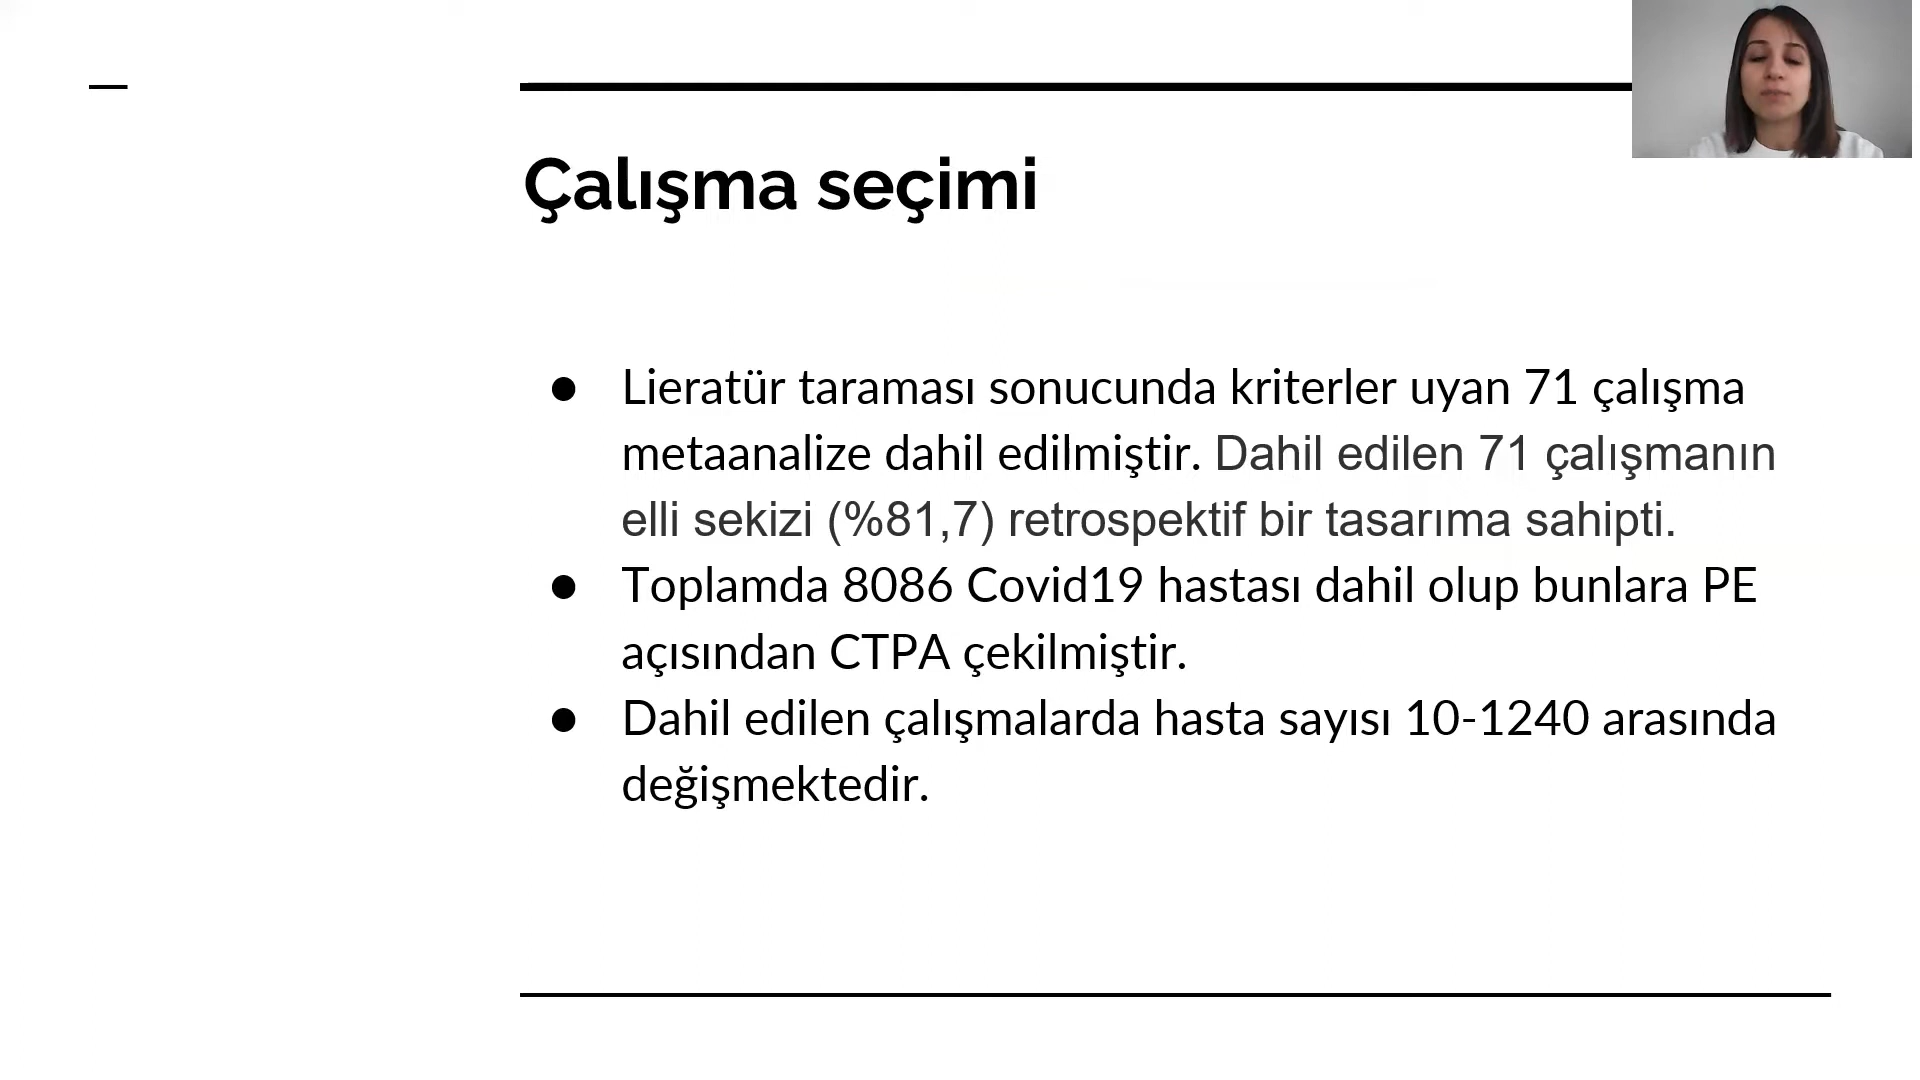 Çalışma seçimi
● Lieratür taraması sonucunda kriterler uyan 71 çalışma
metaanalize dahil edilmiştir. Dahil edilen 71 çalışmanın
elli sekizi (%81,7) retrospektif bir tasarıma sahipti.
● Toplamda 8086 Covid19 hastası dahil olup bunlara PE
açısından CTPA çekilmiştir.
● Dahil edilen çalışmalarda hasta sayısı 10-1240 arasında
değişmektedir.